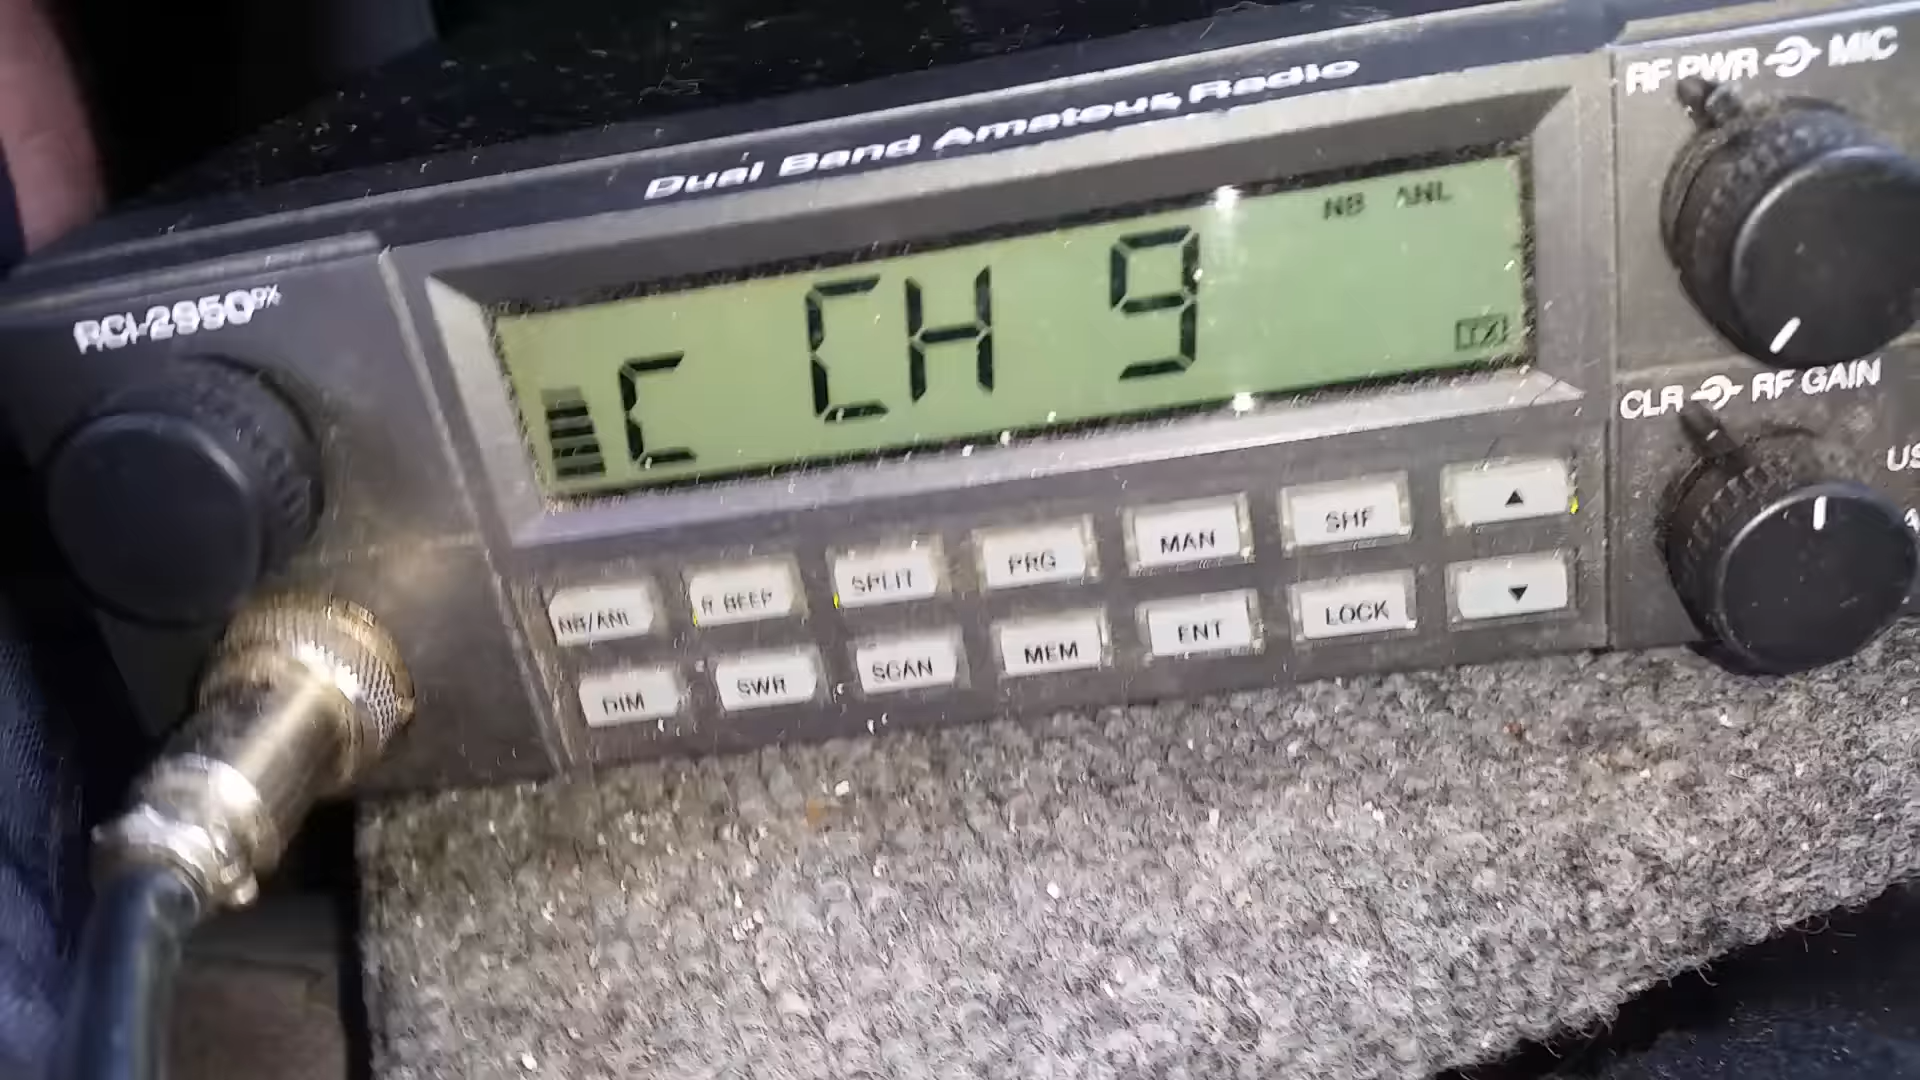 Dual Band Amateur Radio
RF PWR MIC
RCI-2950DX
NB ANL
C CH 9
TX
CLR RF GAIN
NB/ANL R.BEEP SPLIT PRG MAN SHF ▲
DIM SWR SCAN MEM ENT LOCK ▼